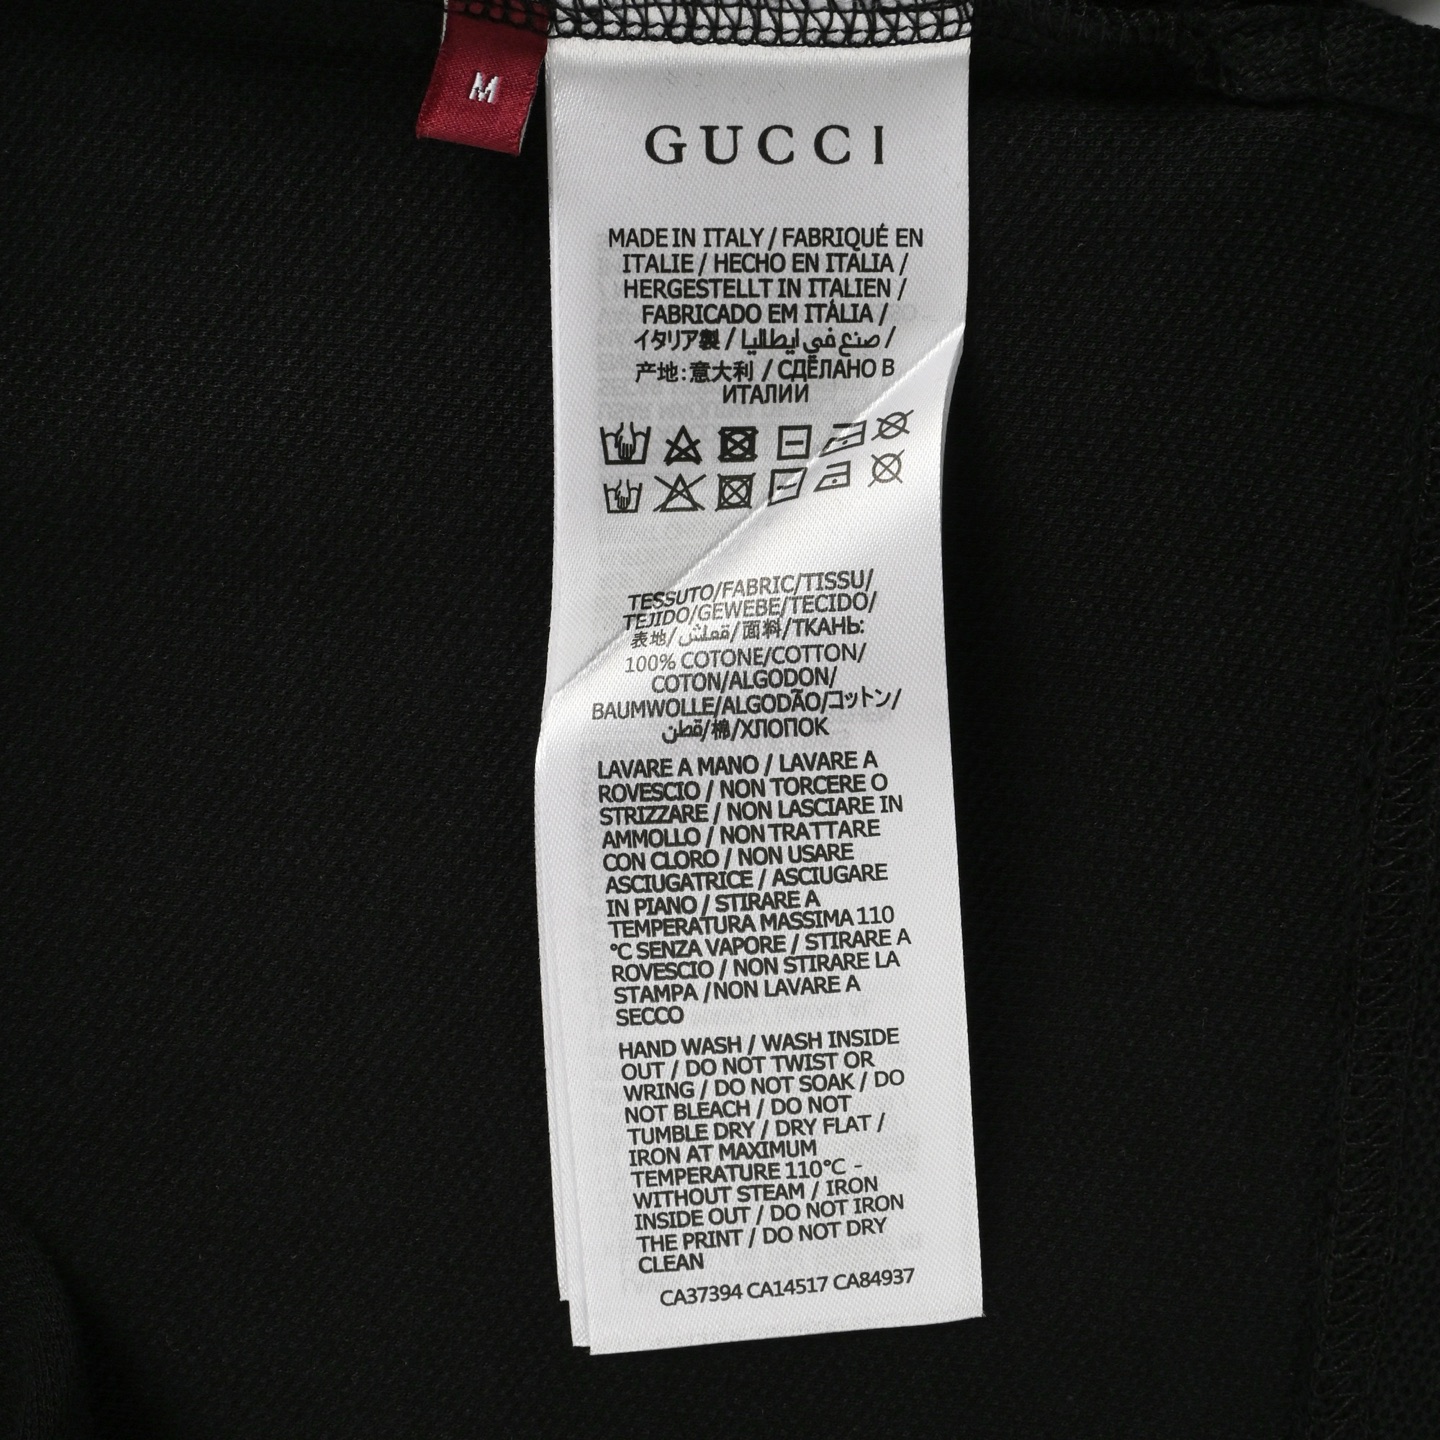 M
GUCCI
MADE IN ITALY / FABRIQUÉ EN
ITALIE / HECHO EN ITALIA /
HERGESTELLT IN ITALIEN /
FABRICADO EM ITÁLIA /
イタリア製 / صنع في ايطاليا /
产地:意大利 / СДЕЛАНО В
ИТАЛИИ
TESSUTO/FABRIC/TISSU/
TEJIDO/GEWEBE/TECIDO/
表地/قماش/面料/ТКАНЬ:
100% COTONE/COTTON/
COTON/ALGODON/
BAUMWOLLE/ALGODÃO/コットン/
قطن/棉/ХЛОПОК
LAVARE A MANO / LAVARE A
ROVESCIO / NON TORCERE O
STRIZZARE / NON LASCIARE IN
AMMOLLO / NON TRATTARE
CON CLORO / NON USARE
ASCIUGATRICE / ASCIUGARE
IN PIANO / STIRARE A
TEMPERATURA MASSIMA 110
°C SENZA VAPORE / STIRARE A
ROVESCIO / NON STIRARE LA
STAMPA / NON LAVARE A
SECCO
HAND WASH / WASH INSIDE
OUT / DO NOT TWIST OR
WRING / DO NOT SOAK / DO
NOT BLEACH / DO NOT
TUMBLE DRY / DRY FLAT /
IRON AT MAXIMUM
TEMPERATURE 110°C -
WITHOUT STEAM / IRON
INSIDE OUT / DO NOT IRON
THE PRINT / DO NOT DRY
CLEAN
CA37394 CA14517 CA84937